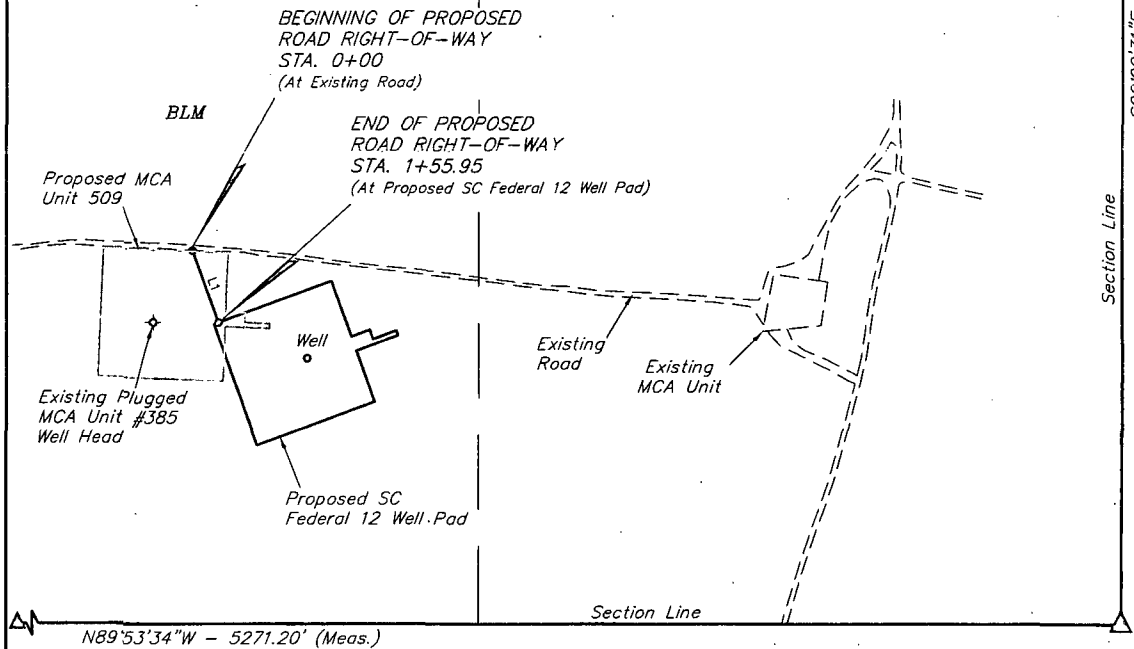 BEGINNING OF PROPOSED
ROAD RIGHT-OF-WAY
STA. 0+00
(At Existing Road)
BLM
END OF PROPOSED
ROAD RIGHT-OF-WAY
STA. 1+55.95
(At Proposed SC Federal 12 Well Pad)
Proposed MCA
Unit 509
L1
Well
Section Line
Existing
Road
Existing
MCA Unit
Existing Plugged
MCA Unit #385
Well Head
Proposed SC
Federal 12 Well Pad
Section Line
N89°53'34"W - 5271.20' (Meas.)